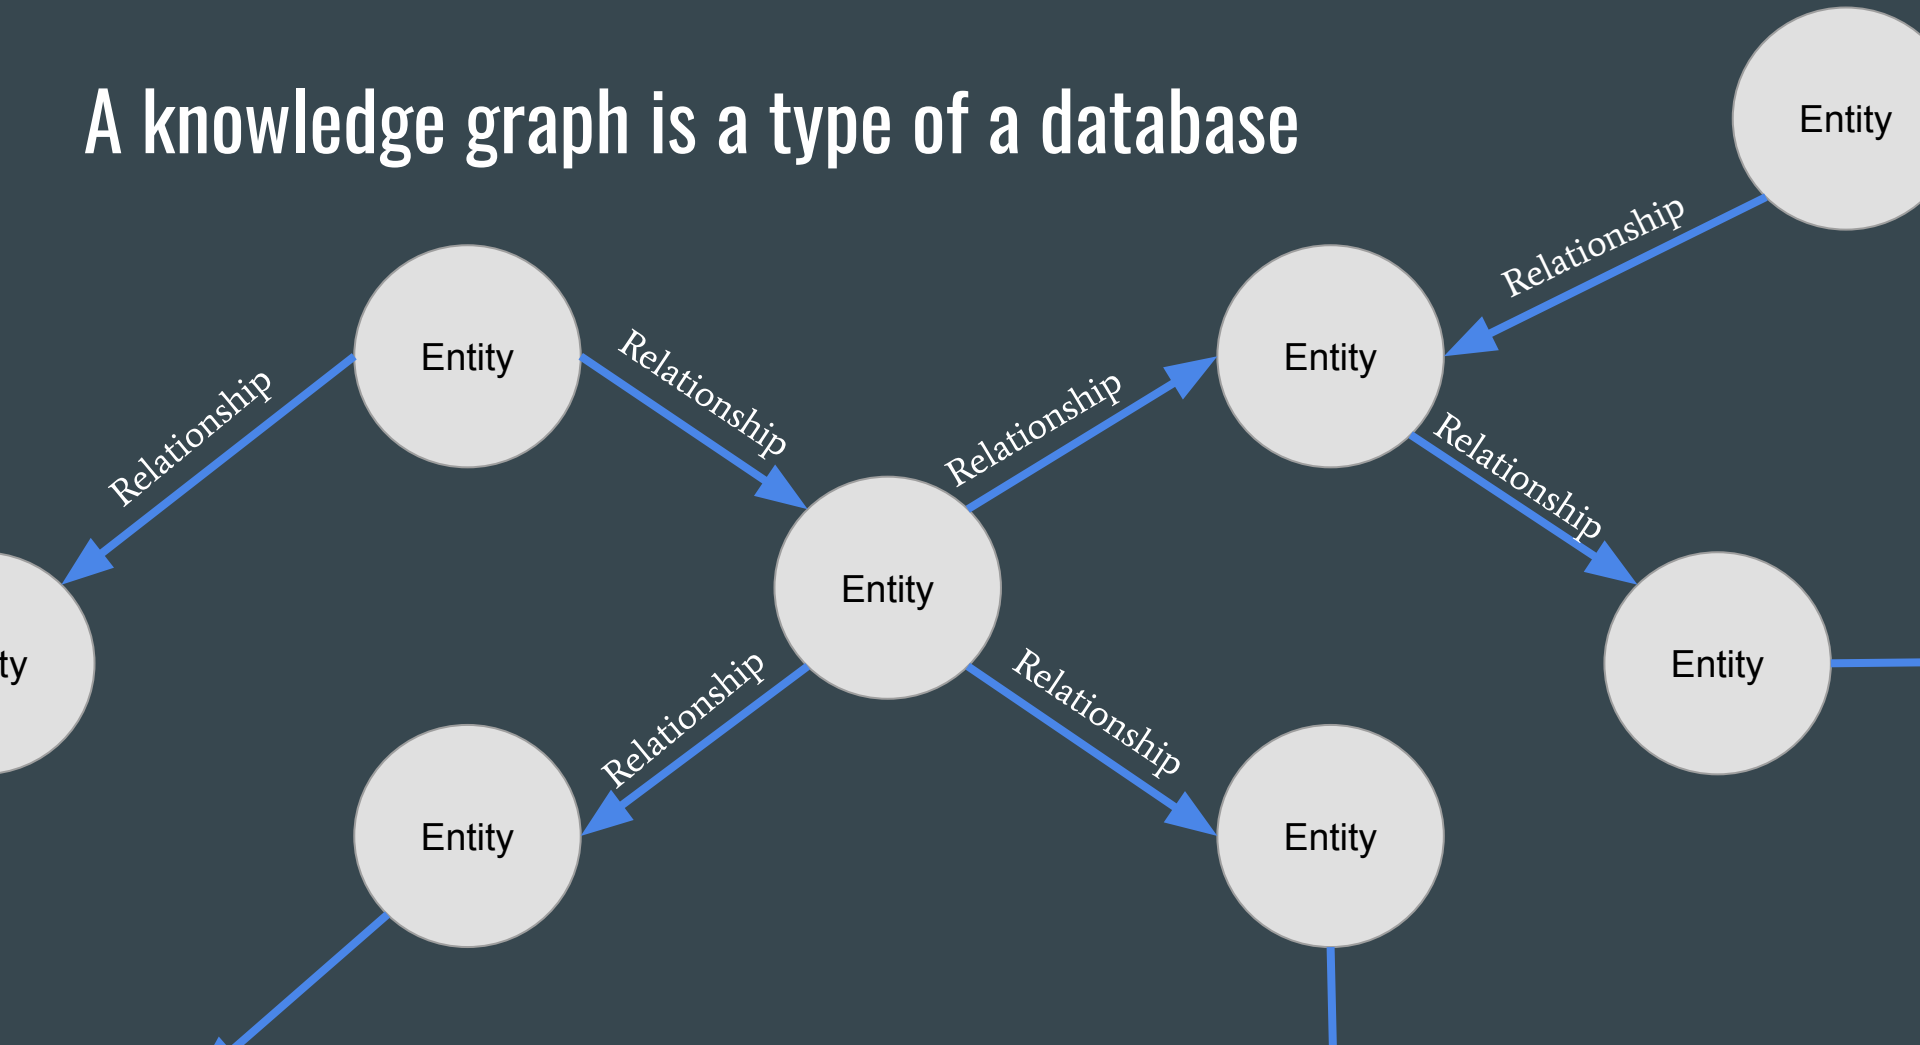 A knowledge graph is a type of a database
Entity
Relationship
Entity
Entity
Relationship
Relationship
Relationship
Relationship
Entity
ty
Entity
Relationship
Relationship
Entity
Entity